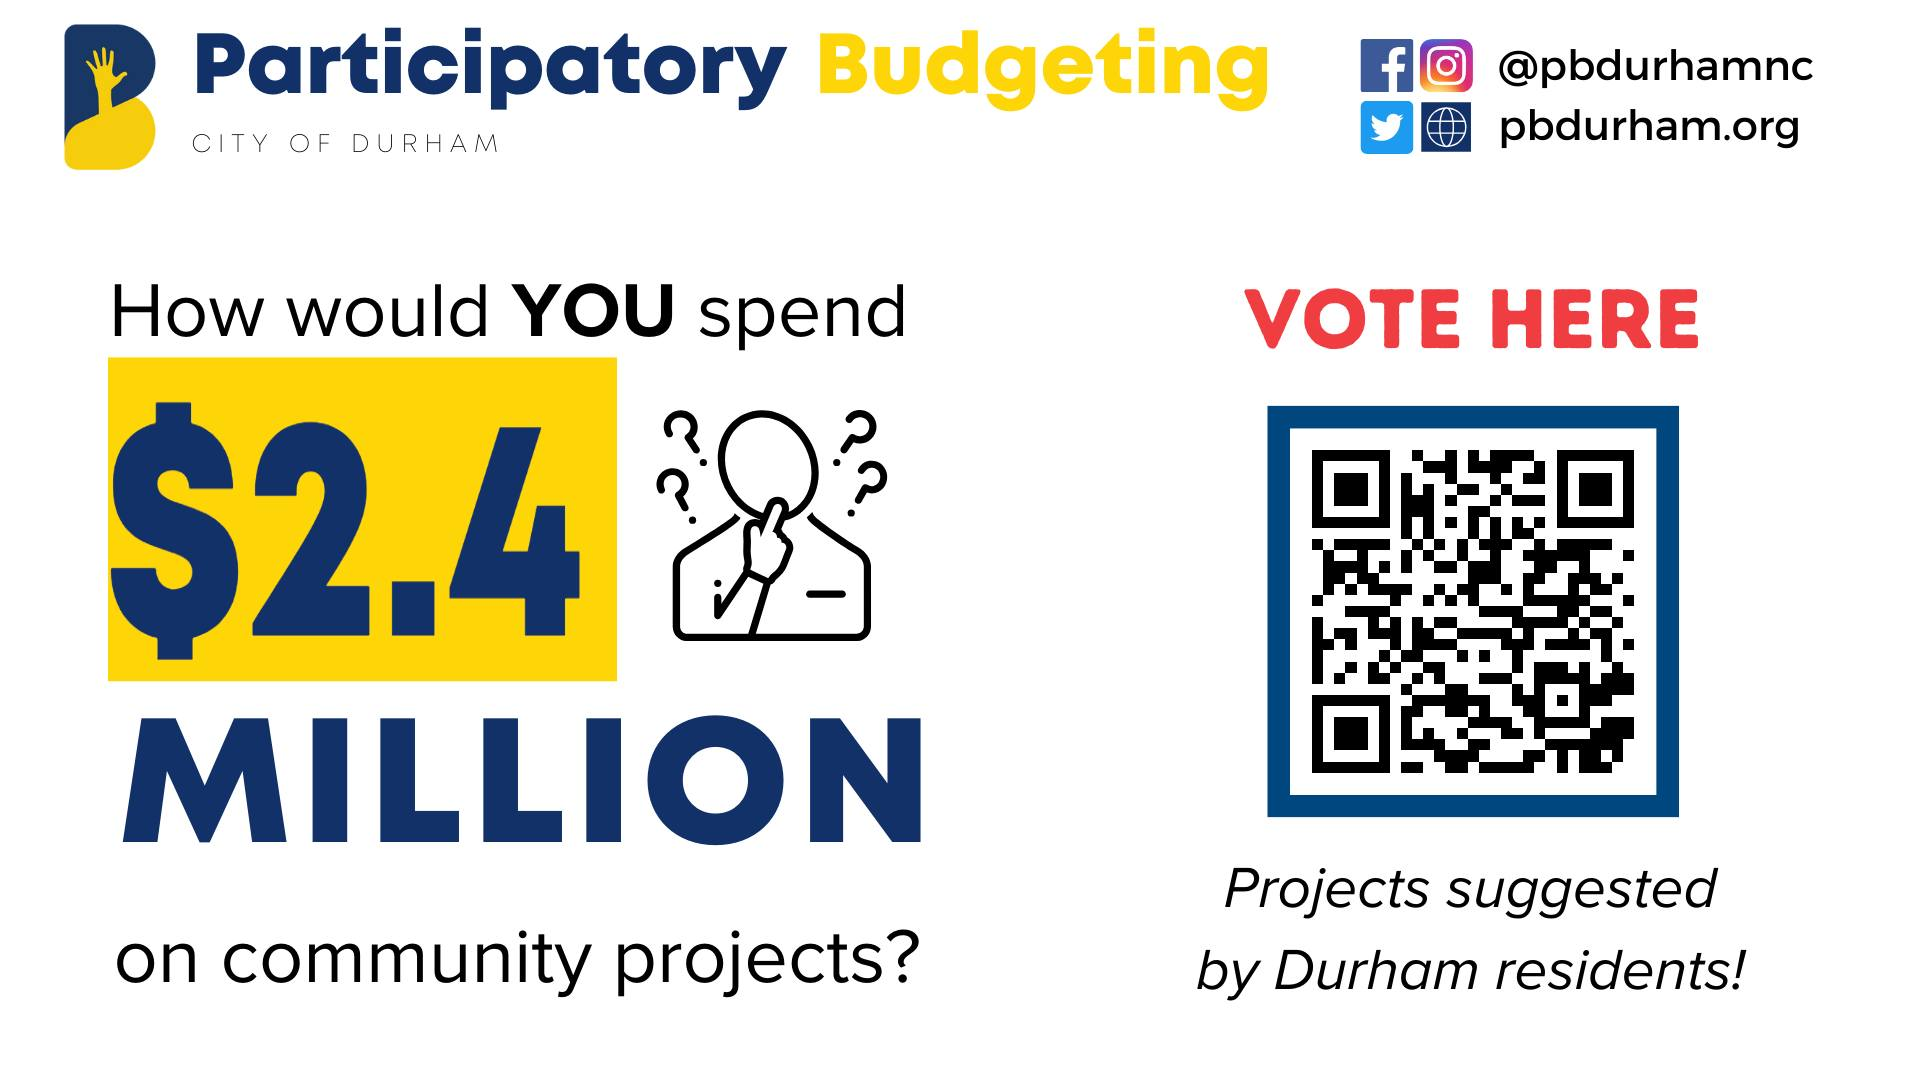 Participatory Budgeting
CITY OF DURHAM
@pbdurhamnc
pbdurham.org
How would YOU spend
$2.4
MILLION
on community projects?
VOTE HERE
Projects suggested
by Durham residents!